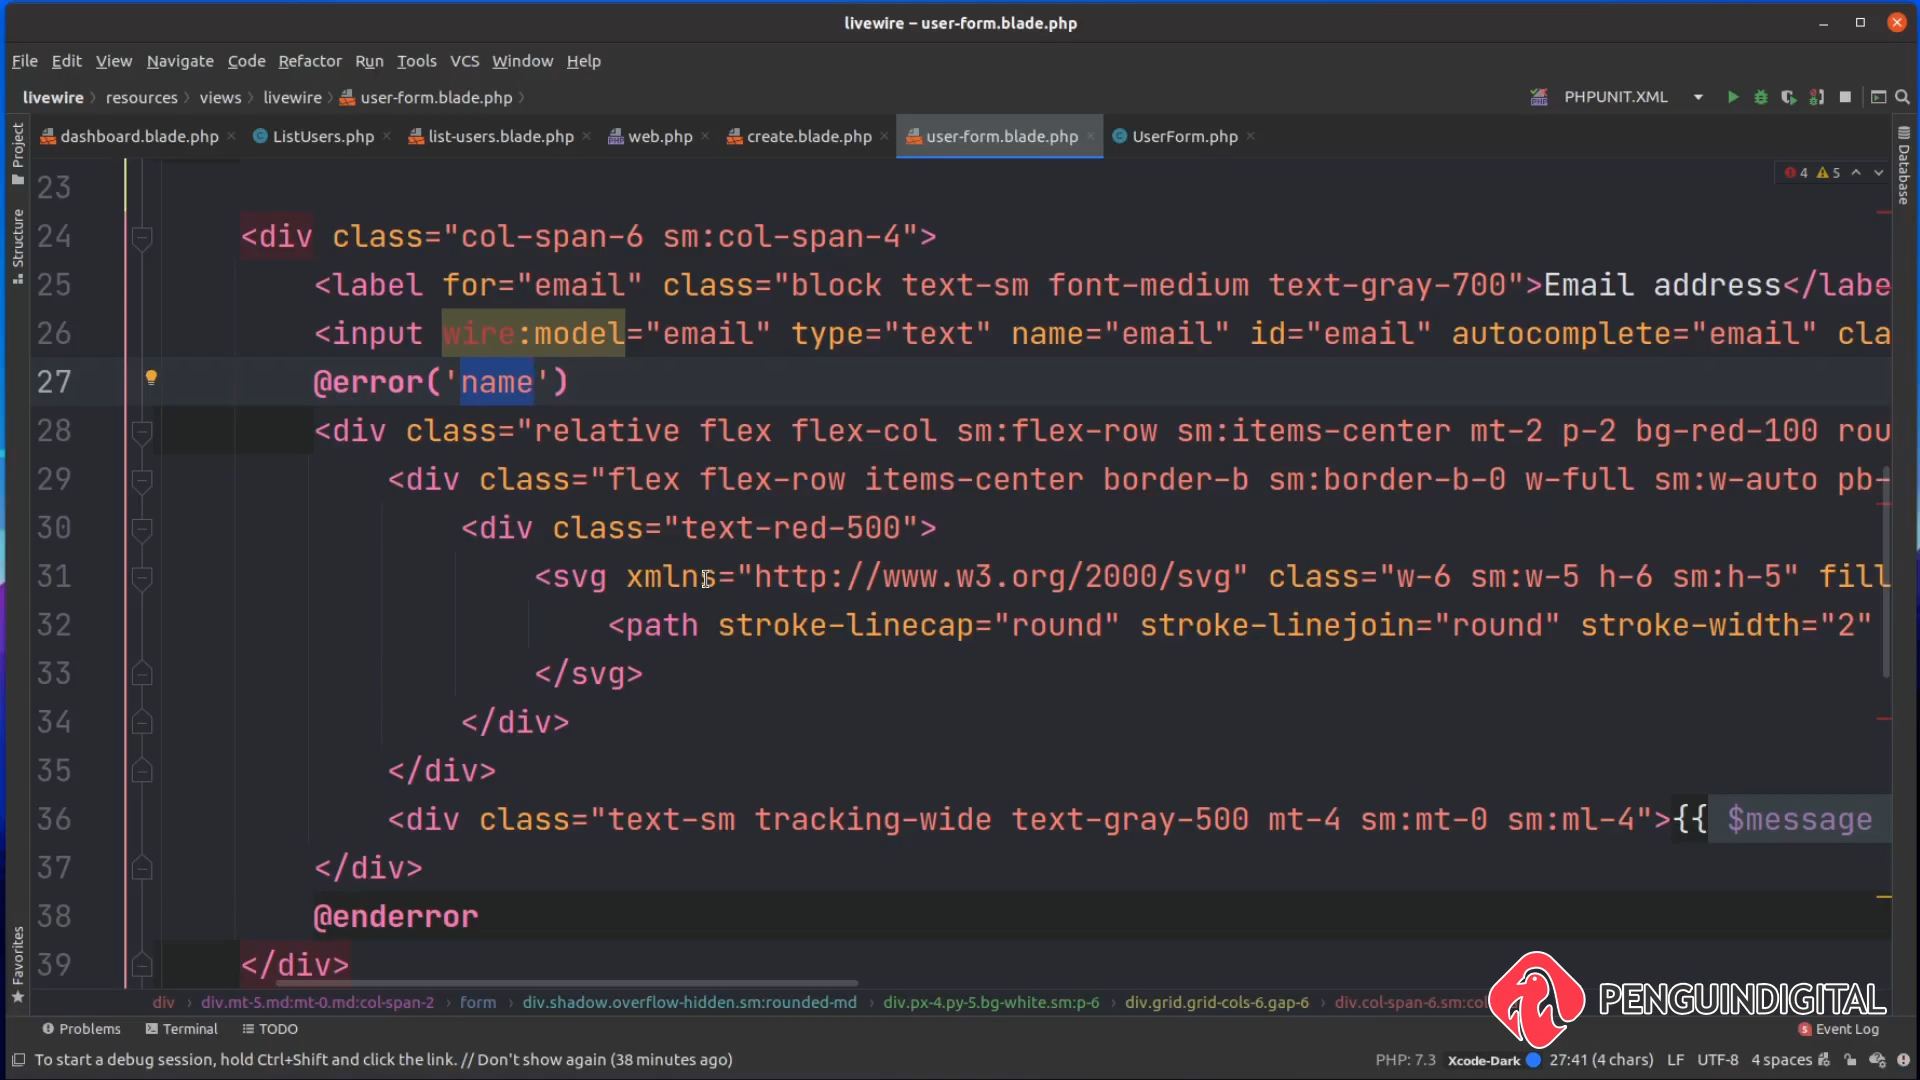 livewire – user-form.blade.php
File Edit View Navigate Code Refactor Run Tools VCS Window Help
livewire resources views livewire user-form.blade.php PHPUNIT.XML
dashboard.blade.php ListUsers.php list-users.blade.php web.php create.blade.php user-form.blade.php UserForm.php
Project
Structure
Favorites
Database
4 5
23
24 <div class="col-span-6 sm:col-span-4">
25 <label for="email" class="block text-sm font-medium text-gray-700">Email address</labe
26 <input wire:model="email" type="text" name="email" id="email" autocomplete="email" cla
27 @error('name')
28 <div class="relative flex flex-col sm:flex-row sm:items-center mt-2 p-2 bg-red-100 rou
29 <div class="flex flex-row items-center border-b sm:border-b-0 w-full sm:w-auto pb-
30 <div class="text-red-500">
31 <svg xmlns="http://www.w3.org/2000/svg" class="w-6 sm:w-5 h-6 sm:h-5" fill
32 <path stroke-linecap="round" stroke-linejoin="round" stroke-width="2"
33 </svg>
34 </div>
35 </div>
36 <div class="text-sm tracking-wide text-gray-500 mt-4 sm:mt-0 sm:ml-4">{{ $message
37 </div>
38 @enderror
39 </div>
div div.mt-5.md:mt-0.md:col-span-2 form div.shadow.overflow-hidden.sm:rounded-md div.px-4.py-5.bg-white.sm:p-6 div.grid.grid-cols-6.gap-6 div.col-span-6.sm:co
PENGUINDIGITAL
Problems Terminal TODO Event Log
To start a debug session, hold Ctrl+Shift and click the link. // Don't show again (38 minutes ago) PHP: 7.3 Xcode-Dark 27:41 (4 chars) LF UTF-8 4 spaces